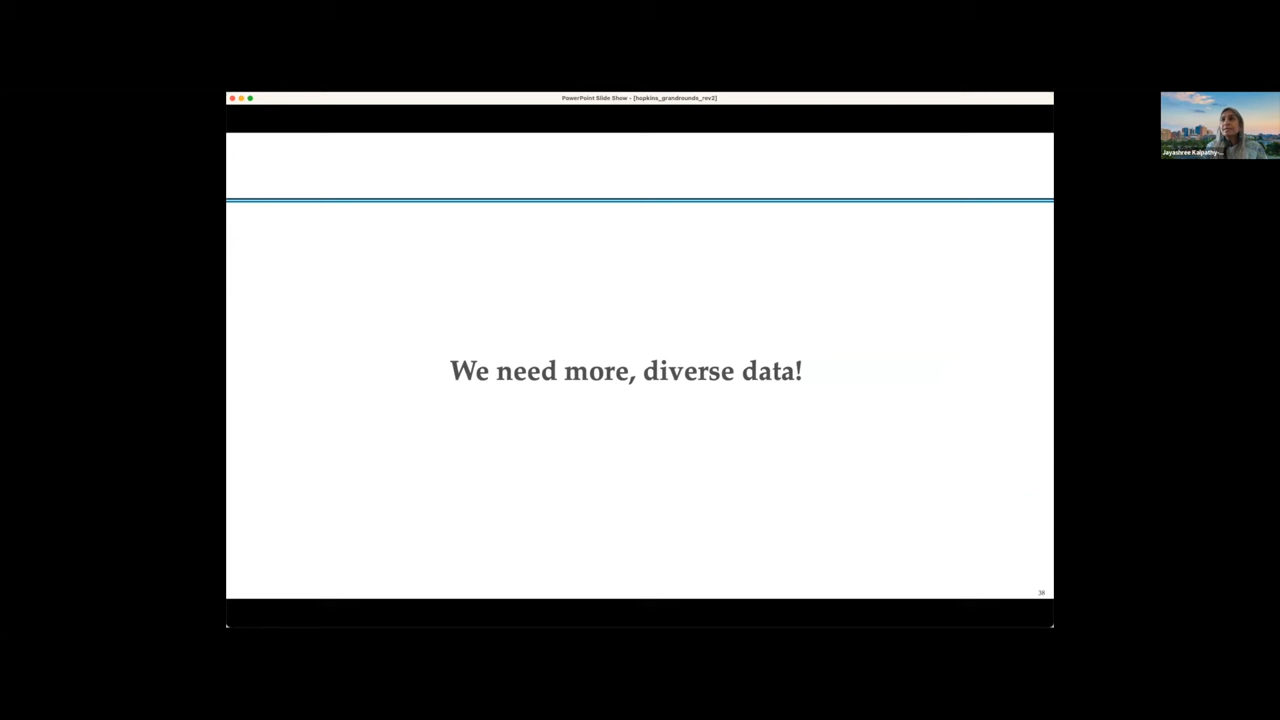 PowerPoint Slide Show - [hopkins_grandrounds_rev2]
Jayashree Kalpathy-...
We need more, diverse data!
38